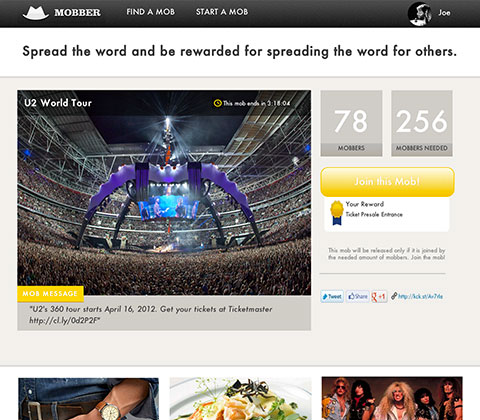 MOBBER
FIND A MOB
START A MOB
Joe
Spread the word and be rewarded for spreading the word for others.
U2 World Tour
This mob ends in 3:18:04
78
MOBBERS
256
MOBBERS NEEDED
Join this Mob!
Your Reward
Ticket Presale Entrance
This mob will be released only if it is joined by
the needed amount of mobbers. Join the mob!
Tweet
Share
+1
http://kck.st/Av7rIe
MOB MESSAGE
"U2's 360 tour starts April 16, 2012. Get your tickets at Ticketmaster
http://cl.ly/0d2P2F"